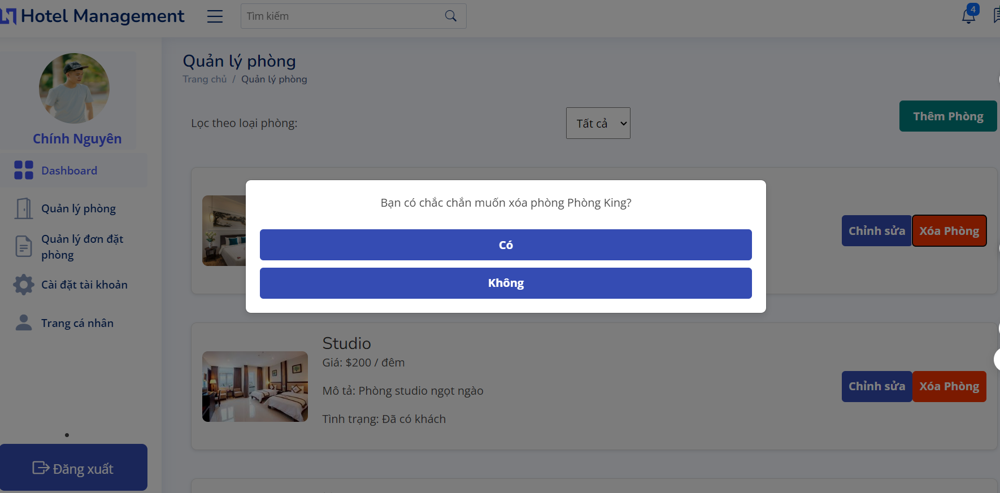 Hotel Management
Tìm kiếm
4
Chính Nguyên
Dashboard
Quản lý phòng
Quản lý đơn đặt
phòng
Cài đặt tài khoản
Trang cá nhân
Đăng xuất
Quản lý phòng
Trang chủ / Quản lý phòng
Lọc theo loại phòng:
Tất cả
Thêm Phòng
Bạn có chắc chắn muốn xóa phòng Phòng King?
Có
Không
Chỉnh sửa
Xóa Phòng
Studio
Giá: $200 / đêm
Mô tả: Phòng studio ngọt ngào
Tình trạng: Đã có khách
Chỉnh sửa
Xóa Phòng